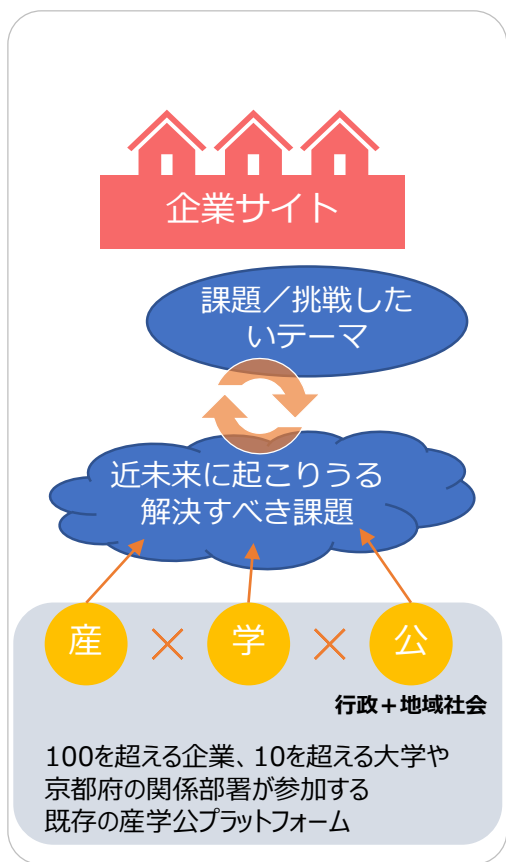 企業サイト
課題／挑戦した
いテーマ
近未来に起こりうる
解決すべき課題
産 × 学 × 公
行政＋地域社会
100を超える企業、10を超える大学や
京都府の関係部署が参加する
既存の産学公プラットフォーム